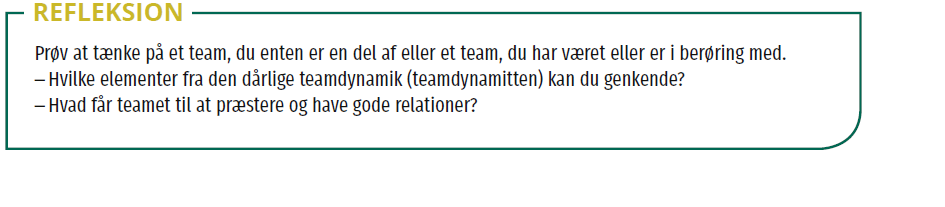 REFLEKSION
Prøv at tænke på et team, du enten er en del af eller et team, du har været eller er i berøring med.
– Hvilke elementer fra den dårlige teamdynamik (teamdynamitten) kan du genkende?
– Hvad får teamet til at præstere og have gode relationer?